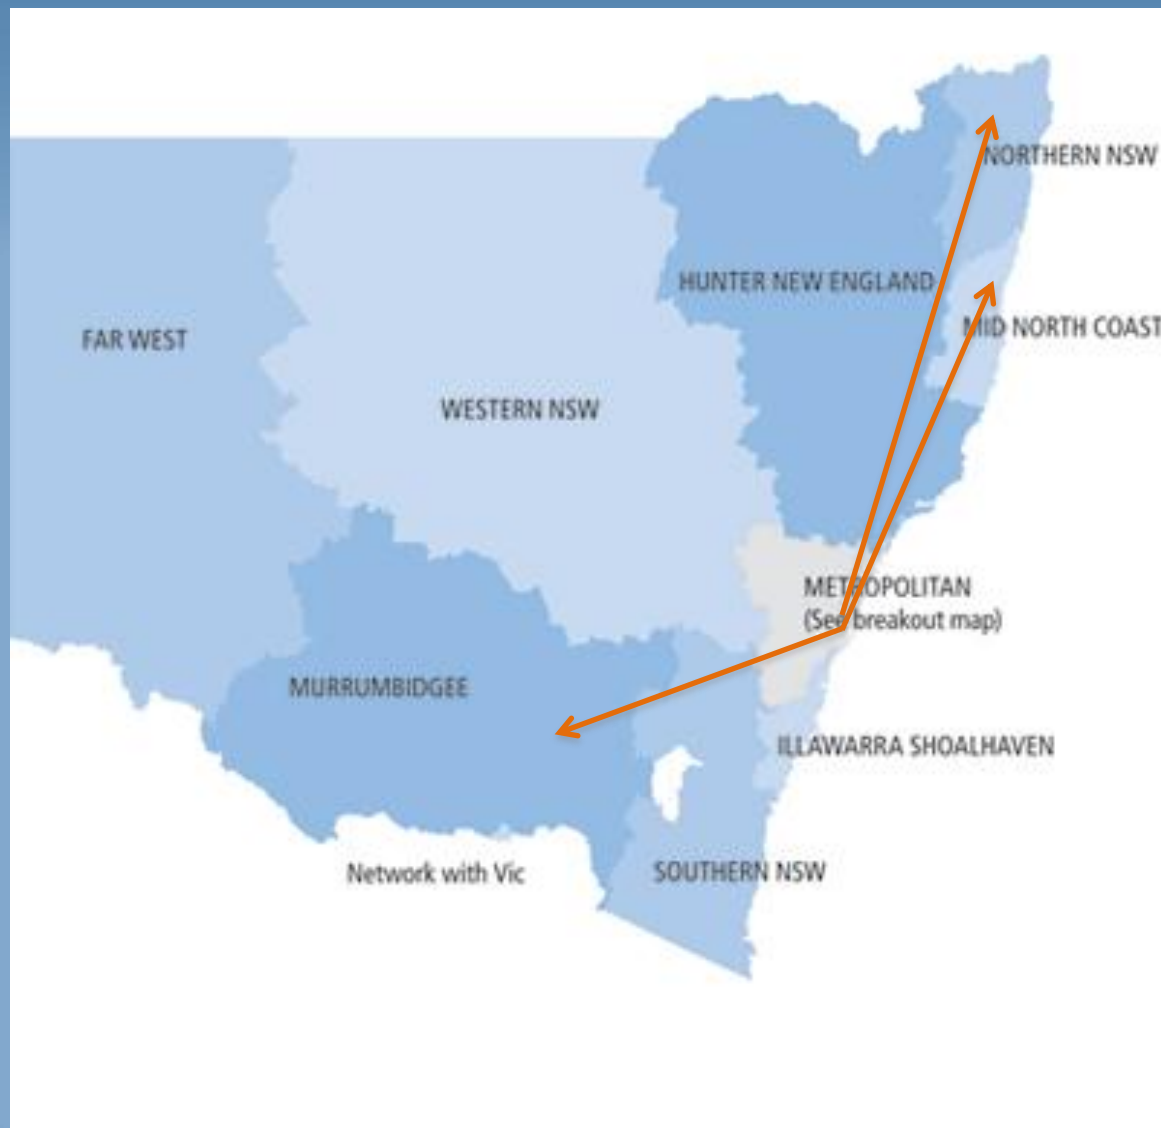 NORTHERN NSW
HUNTER NEW ENGLAND
MID NORTH COAST
FAR WEST
WESTERN NSW
METROPOLITAN
(See breakout map)
MURRUMBIDGEE
ILLAWARRA SHOALHAVEN
Network with Vic
SOUTHERN NSW